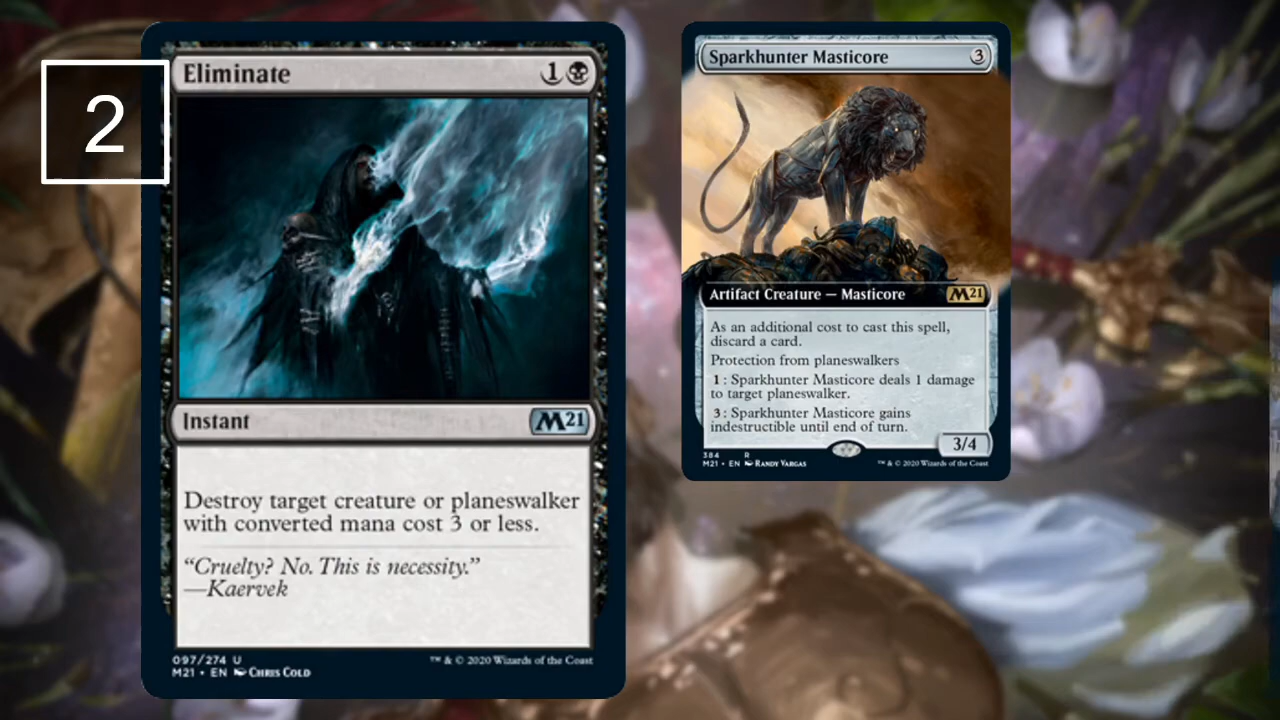 2
Eliminate 1
Instant M21
Destroy target creature or planeswalker
with converted mana cost 3 or less.
“Cruelty? No. This is necessity.”
—Kaervek
097/274 U
M21 • EN Chris Cold
™ & © 2020 Wizards of the Coast
Sparkhunter Masticore 3
Artifact Creature — Masticore M21
As an additional cost to cast this spell,
discard a card.
Protection from planeswalkers
1 : Sparkhunter Masticore deals 1 damage
to target planeswalker.
3 : Sparkhunter Masticore gains
indestructible until end of turn.
3/4
384 R
M21 • EN Randy Vargas
™ & © 2020 Wizards of the Coast